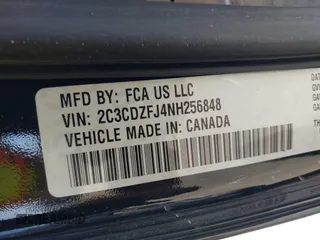 MFD BY: FCA US LLC
VIN: 2C3CDZFJ4NH256848
VEHICLE MADE IN: CANADA